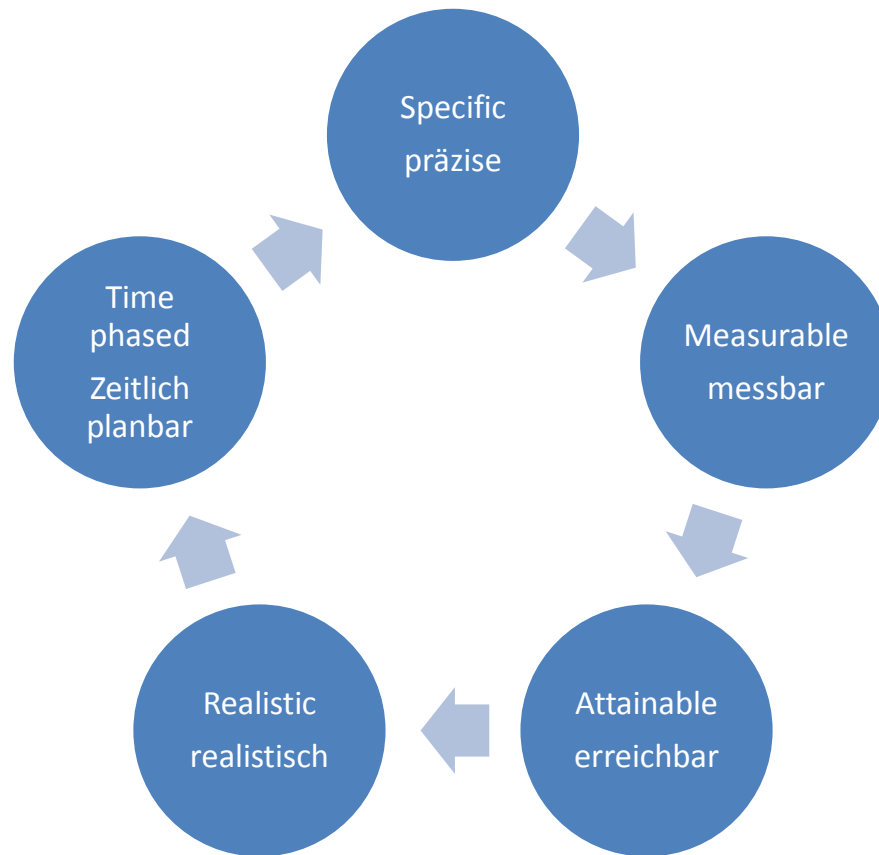 Specific
präzise
Measurable
messbar
Attainable
erreichbar
Realistic
realistisch
Time
phased
Zeitlich
planbar